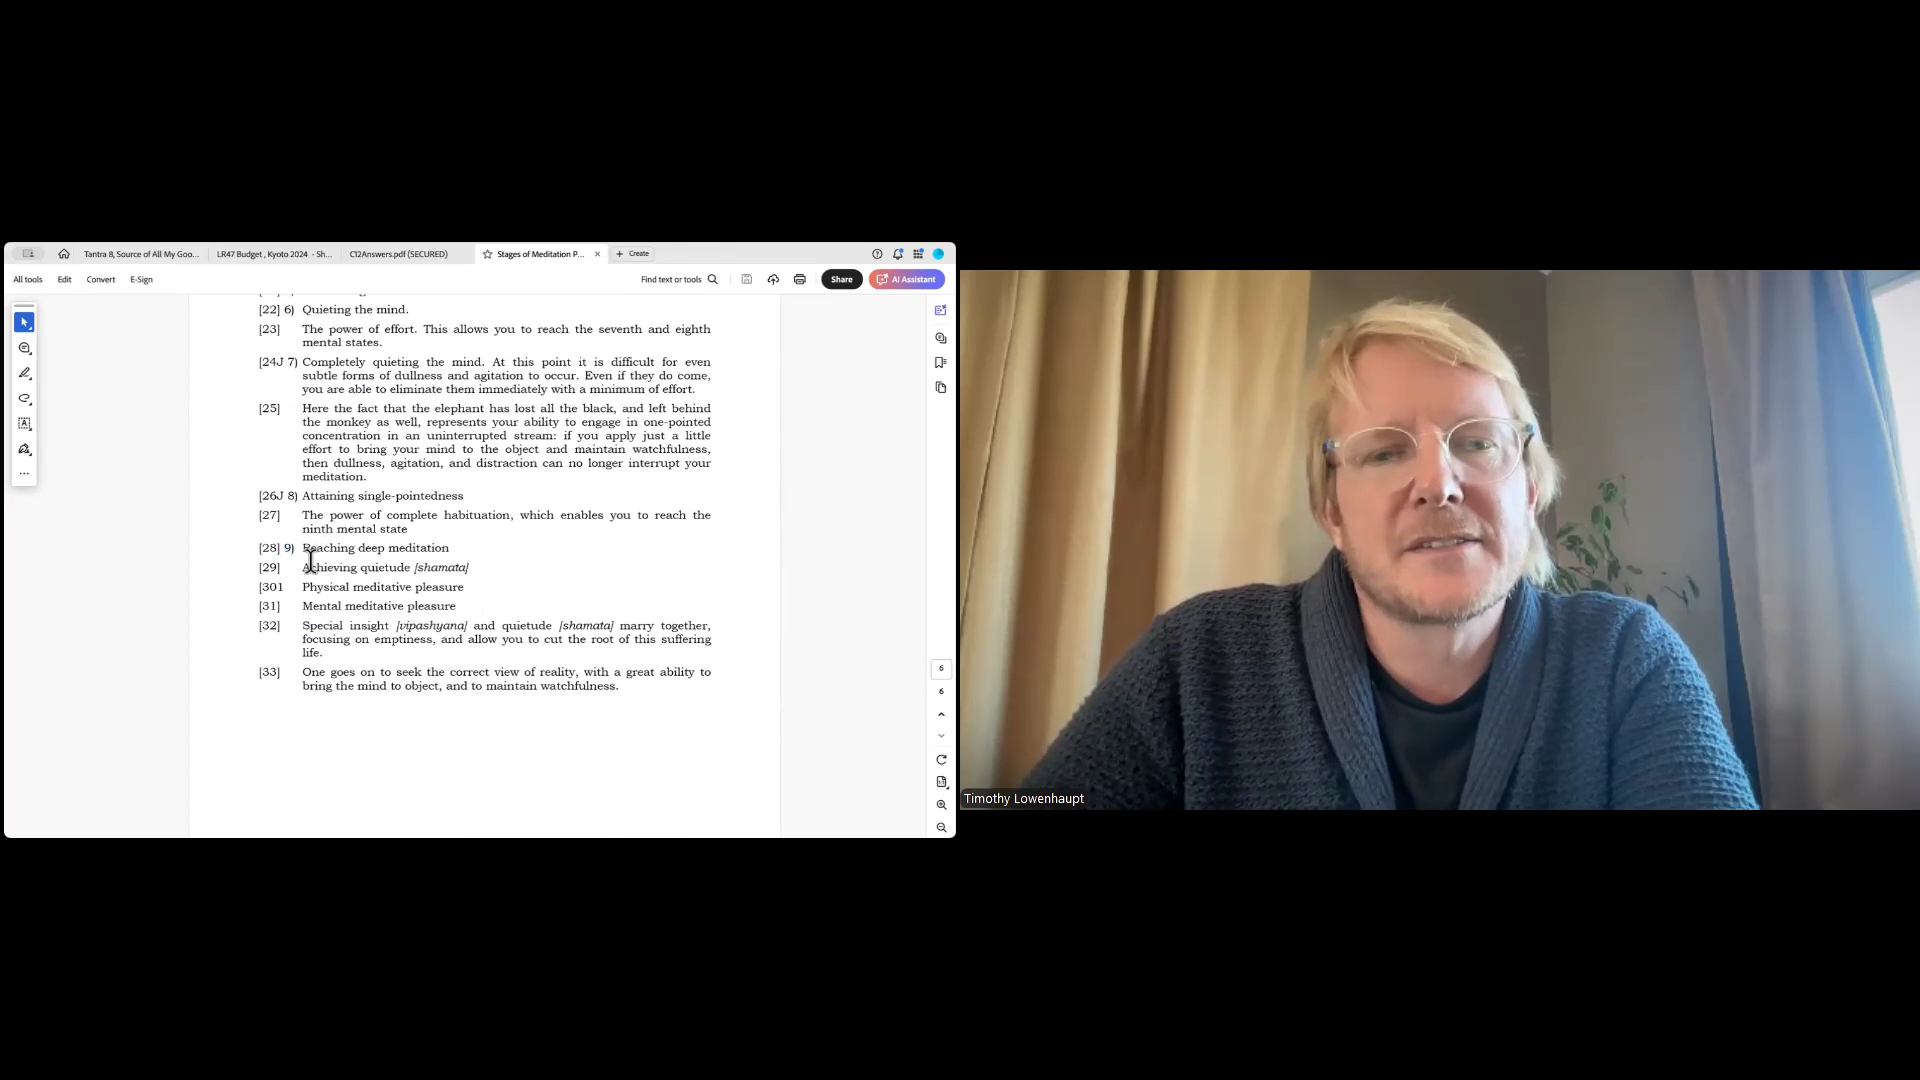 Tantra 8, Source of All My Goo...
LR47 Budget , Kyoto 2024 - Sh...
C12Answers.pdf (SECURED)
Stages of Meditation P...
Create
All tools
Edit
Convert
E-Sign
Find text or tools
Share
AI Assistant
[22] 6) Quieting the mind.
[23] The power of effort. This allows you to reach the seventh and eighth
mental states.
[24J 7) Completely quieting the mind. At this point it is difficult for even
subtle forms of dullness and agitation to occur. Even if they do come,
you are able to eliminate them immediately with a minimum of effort.
[25] Here the fact that the elephant has lost all the black, and left behind
the monkey as well, represents your ability to engage in one-pointed
concentration in an uninterrupted stream: if you apply just a little
effort to bring your mind to the object and maintain watchfulness,
then dullness, agitation, and distraction can no longer interrupt your
meditation.
[26J 8) Attaining single-pointedness
[27] The power of complete habituation, which enables you to reach the
ninth mental state
[28] 9) Reaching deep meditation
[29] Achieving quietude [shamata]
[301 Physical meditative pleasure
[31] Mental meditative pleasure
[32] Special insight [vipashyana] and quietude [shamata] marry together,
focusing on emptiness, and allow you to cut the root of this suffering
life.
[33] One goes on to seek the correct view of reality, with a great ability to
bring the mind to object, and to maintain watchfulness.
6
6
Timothy Lowenhaupt